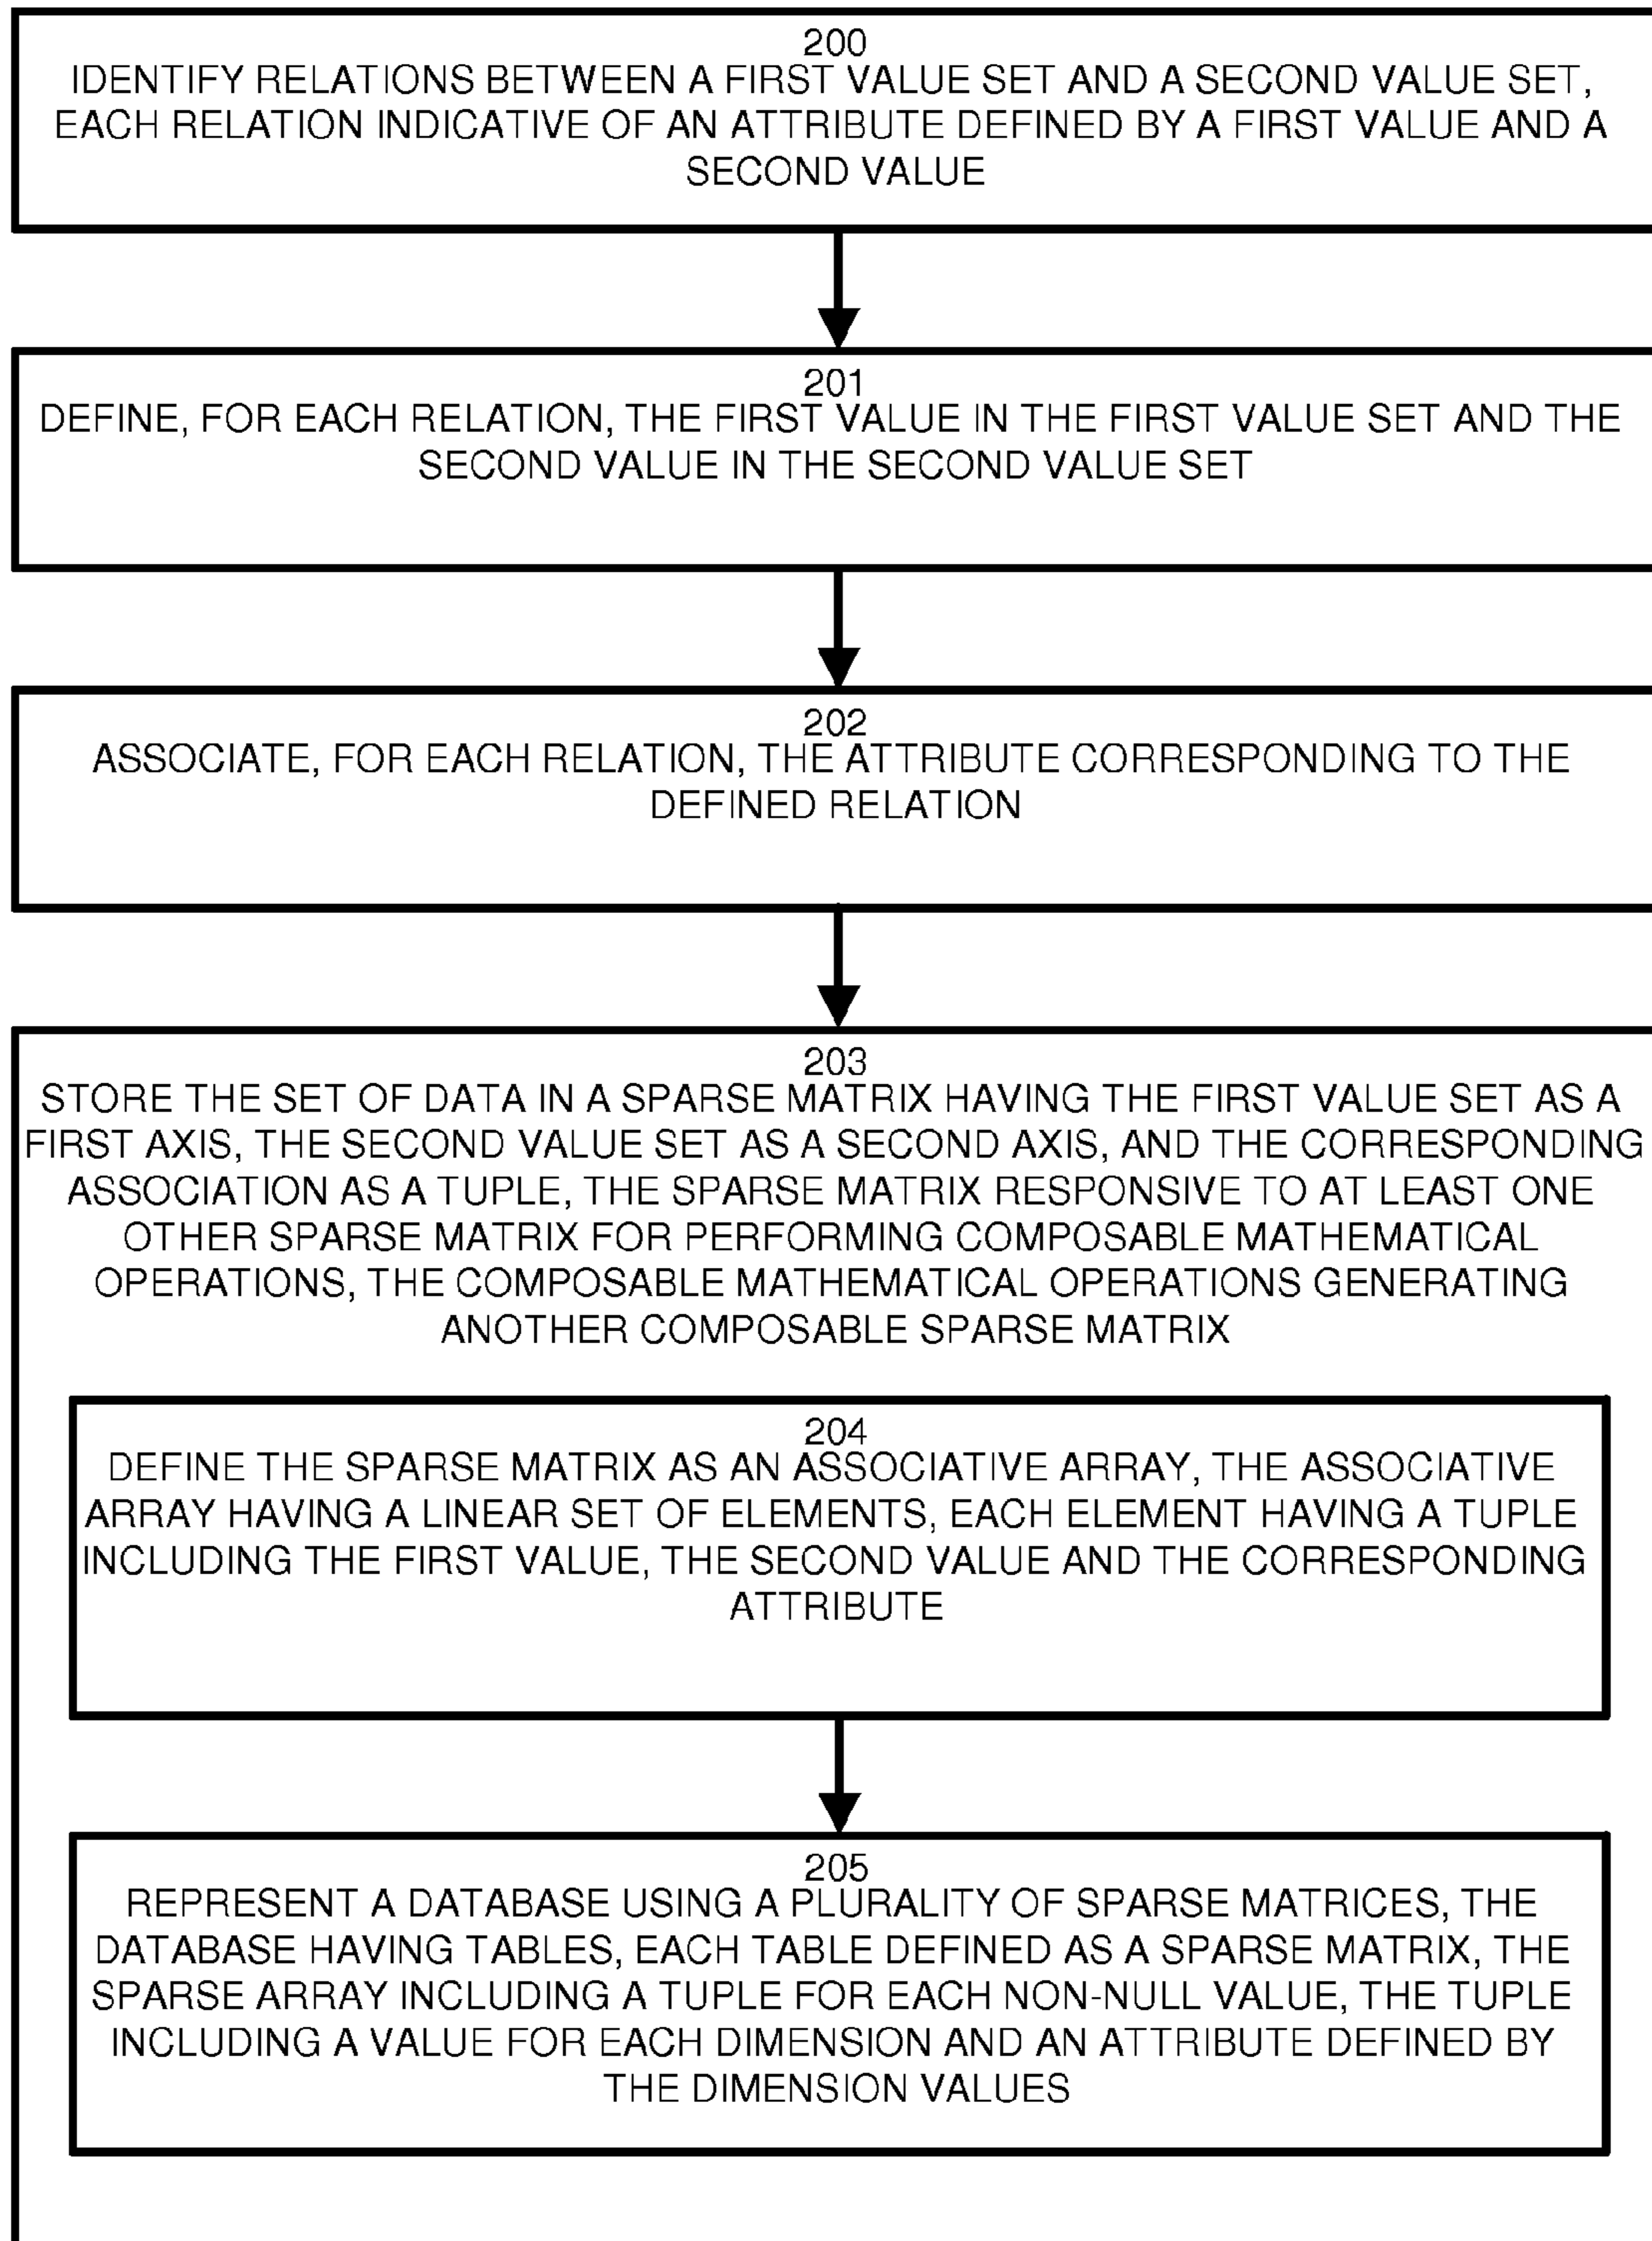 200
IDENTIFY RELATIONS BETWEEN A FIRST VALUE SET AND A SECOND VALUE SET,
EACH RELATION INDICATIVE OF AN ATTRIBUTE DEFINED BY A FIRST VALUE AND A
SECOND VALUE
201
DEFINE, FOR EACH RELATION, THE FIRST VALUE IN THE FIRST VALUE SET AND THE
SECOND VALUE IN THE SECOND VALUE SET
202
ASSOCIATE, FOR EACH RELATION, THE ATTRIBUTE CORRESPONDING TO THE
DEFINED RELATION
203
STORE THE SET OF DATA IN A SPARSE MATRIX HAVING THE FIRST VALUE SET AS A
FIRST AXIS, THE SECOND VALUE SET AS A SECOND AXIS, AND THE CORRESPONDING
ASSOCIATION AS A TUPLE, THE SPARSE MATRIX RESPONSIVE TO AT LEAST ONE
OTHER SPARSE MATRIX FOR PERFORMING COMPOSABLE MATHEMATICAL
OPERATIONS, THE COMPOSABLE MATHEMATICAL OPERATIONS GENERATING
ANOTHER COMPOSABLE SPARSE MATRIX
204
DEFINE THE SPARSE MATRIX AS AN ASSOCIATIVE ARRAY, THE ASSOCIATIVE
ARRAY HAVING A LINEAR SET OF ELEMENTS, EACH ELEMENT HAVING A TUPLE
INCLUDING THE FIRST VALUE, THE SECOND VALUE AND THE CORRESPONDING
ATTRIBUTE
205
REPRESENT A DATABASE USING A PLURALITY OF SPARSE MATRICES, THE
DATABASE HAVING TABLES, EACH TABLE DEFINED AS A SPARSE MATRIX, THE
SPARSE ARRAY INCLUDING A TUPLE FOR EACH NON-NULL VALUE, THE TUPLE
INCLUDING A VALUE FOR EACH DIMENSION AND AN ATTRIBUTE DEFINED BY
THE DIMENSION VALUES